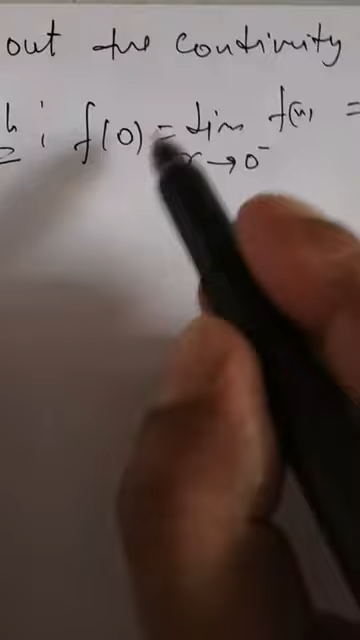 out the continuity
h : f(0) = lim f(x) =
x → 0⁻